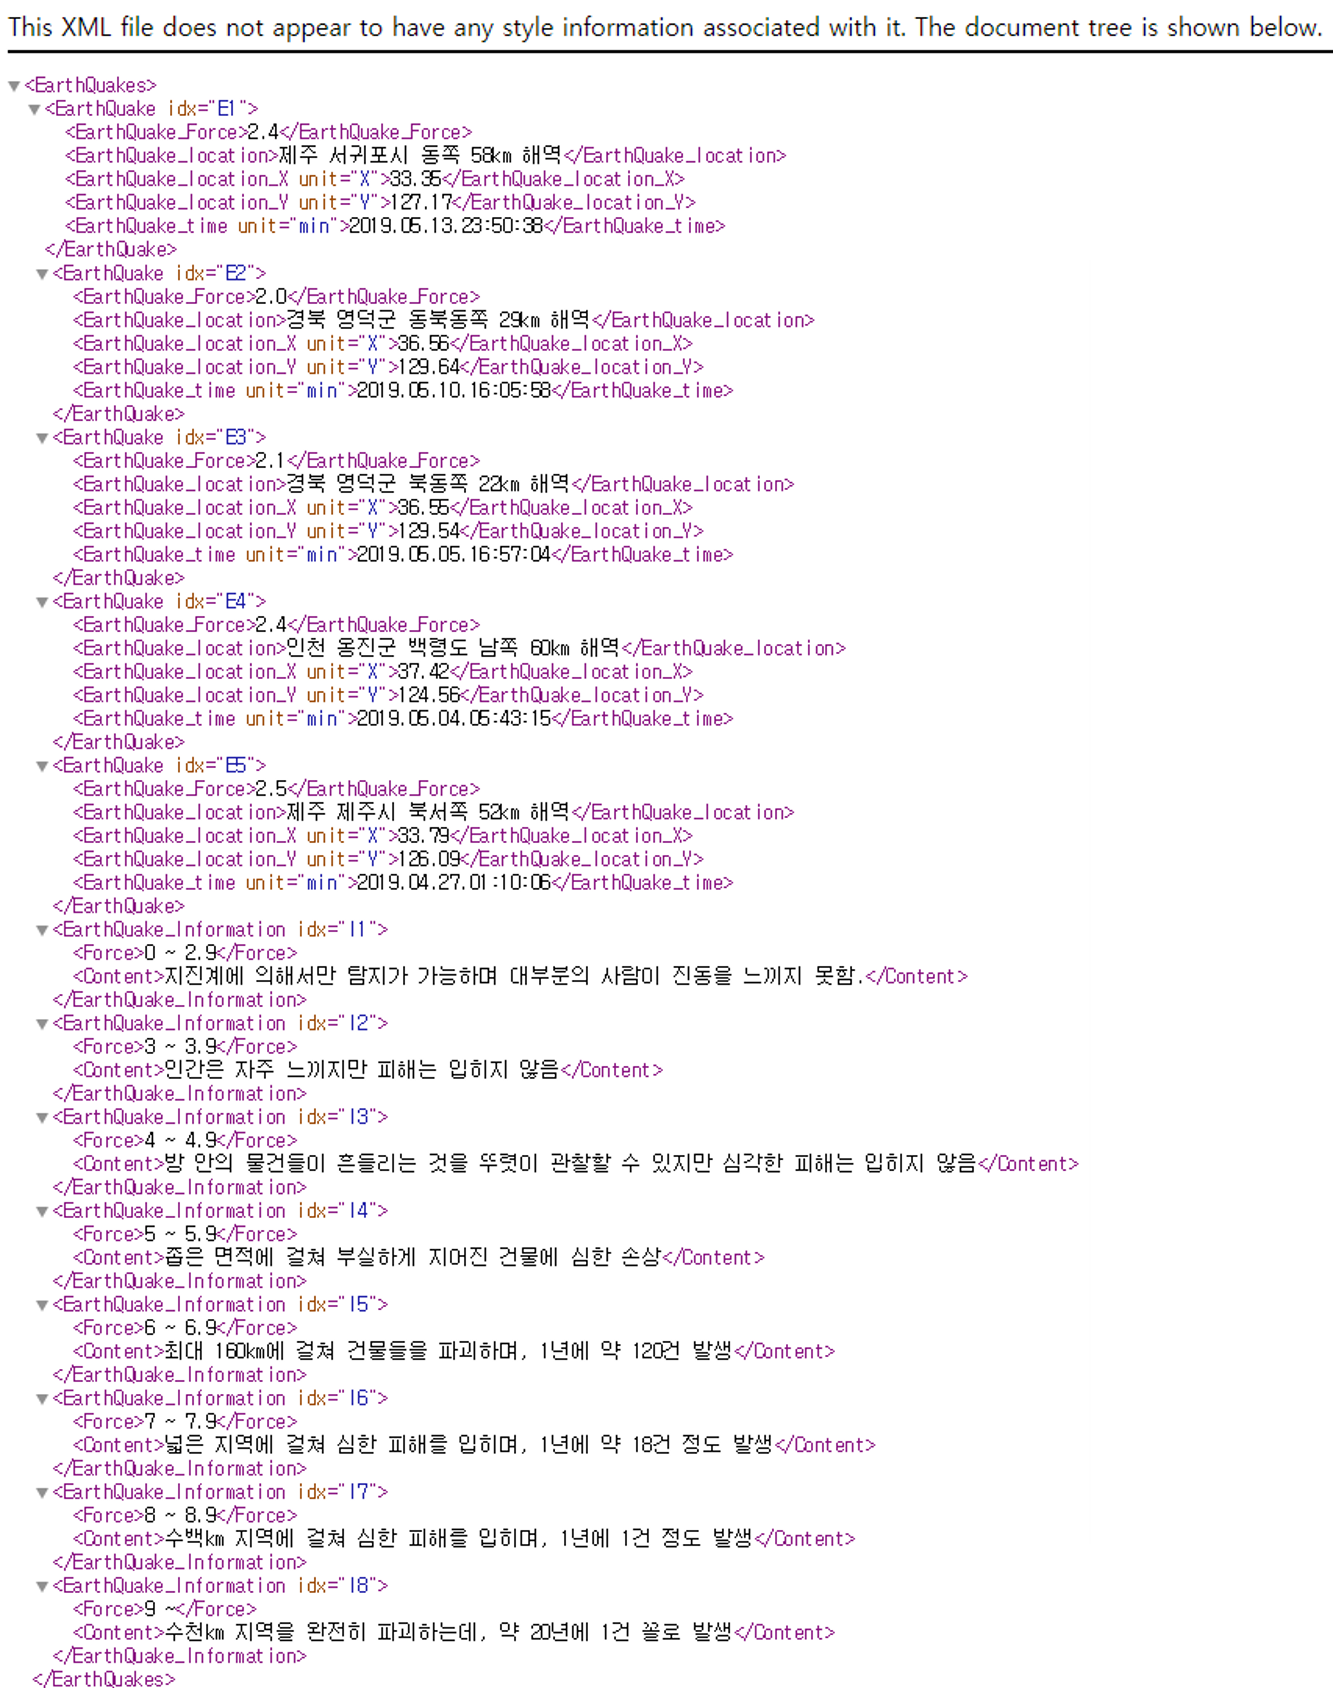 This XML file does not appear to have any style information associated with it. The document tree is shown below.
▼<EarthQuakes>
▼<EarthQuake idx="E1">
<EarthQuake_Force>2.4</EarthQuake_Force>
<EarthQuake_location>제주 서귀포시 동쪽 58km 해역</EarthQuake_location>
<EarthQuake_location_X unit="X">33.35</EarthQuake_location_X>
<EarthQuake_location_Y unit="Y">127.17</EarthQuake_location_Y>
<EarthQuake_time unit="min">2019.05.13.23:50:38</EarthQuake_time>
</EarthQuake>
▼<EarthQuake idx="E2">
<EarthQuake_Force>2.0</EarthQuake_Force>
<EarthQuake_location>경북 영덕군 동북동쪽 29km 해역</EarthQuake_location>
<EarthQuake_location_X unit="X">36.56</EarthQuake_location_X>
<EarthQuake_location_Y unit="Y">129.64</EarthQuake_location_Y>
<EarthQuake_time unit="min">2019.05.10.16:05:58</EarthQuake_time>
</EarthQuake>
▼<EarthQuake idx="E3">
<EarthQuake_Force>2.1</EarthQuake_Force>
<EarthQuake_location>경북 영덕군 북동쪽 22km 해역</EarthQuake_location>
<EarthQuake_location_X unit="X">36.55</EarthQuake_location_X>
<EarthQuake_location_Y unit="Y">129.54</EarthQuake_location_Y>
<EarthQuake_time unit="min">2019.05.05.16:57:04</EarthQuake_time>
</EarthQuake>
▼<EarthQuake idx="E4">
<EarthQuake_Force>2.4</EarthQuake_Force>
<EarthQuake_location>인천 옹진군 백령도 남쪽 60km 해역</EarthQuake_location>
<EarthQuake_location_X unit="X">37.42</EarthQuake_location_X>
<EarthQuake_location_Y unit="Y">124.56</EarthQuake_location_Y>
<EarthQuake_time unit="min">2019.05.04.05:43:15</EarthQuake_time>
</EarthQuake>
▼<EarthQuake idx="E5">
<EarthQuake_Force>2.5</EarthQuake_Force>
<EarthQuake_location>제주 제주시 북서쪽 52km 해역</EarthQuake_location>
<EarthQuake_location_X unit="X">33.79</EarthQuake_location_X>
<EarthQuake_location_Y unit="Y">126.09</EarthQuake_location_Y>
<EarthQuake_time unit="min">2019.04.27.01:10:06</EarthQuake_time>
</EarthQuake>
▼<EarthQuake_Information idx="I1">
<Force>0 ~ 2.9</Force>
<Content>지진계에 의해서만 탐지가 가능하며 대부분의 사람이 진동을 느끼지 못함.</Content>
</EarthQuake_Information>
▼<EarthQuake_Information idx="I2">
<Force>3 ~ 3.9</Force>
<Content>인간은 자주 느끼지만 피해는 입히지 않음</Content>
</EarthQuake_Information>
▼<EarthQuake_Information idx="I3">
<Force>4 ~ 4.9</Force>
<Content>방 안의 물건들이 흔들리는 것을 뚜렷이 관찰할 수 있지만 심각한 피해는 입히지 않음</Content>
</EarthQuake_Information>
▼<EarthQuake_Information idx="I4">
<Force>5 ~ 5.9</Force>
<Content>좁은 면적에 걸쳐 부실하게 지어진 건물에 심한 손상</Content>
</EarthQuake_Information>
▼<EarthQuake_Information idx="I5">
<Force>6 ~ 6.9</Force>
<Content>최대 160km에 걸쳐 건물들을 파괴하며, 1년에 약 120건 발생</Content>
</EarthQuake_Information>
▼<EarthQuake_Information idx="I6">
<Force>7 ~ 7.9</Force>
<Content>넓은 지역에 걸쳐 심한 피해를 입히며, 1년에 약 18건 정도 발생</Content>
</EarthQuake_Information>
▼<EarthQuake_Information idx="I7">
<Force>8 ~ 8.9</Force>
<Content>수백km 지역에 걸쳐 심한 피해를 입히며, 1년에 1건 정도 발생</Content>
</EarthQuake_Information>
▼<EarthQuake_Information idx="I8">
<Force>9 ~</Force>
<Content>수천km 지역을 완전히 파괴하는데, 약 20년에 1건 꼴로 발생</Content>
</EarthQuake_Information>
</EarthQuakes>